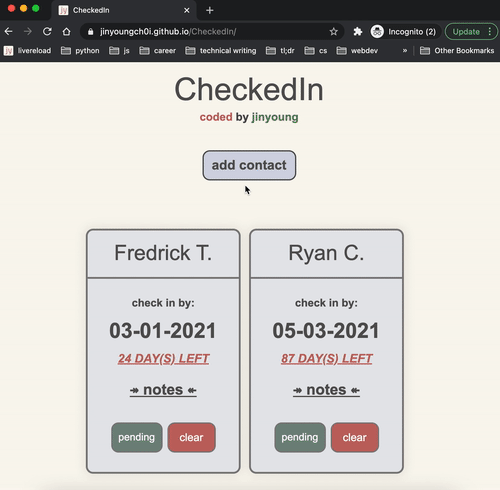 CheckedIn
jinyoungch0i.github.io/CheckedIn/
Incognito (2)
Update
jy livereload
python
js
career
technical writing
tl;dr
cs
webdev
»
Other Bookmarks
CheckedIn
coded by jinyoung
add contact
Fredrick T.
check in by:
03-01-2021
24 DAY(S) LEFT
↠ notes ↞
pending
clear
Ryan C.
check in by:
05-03-2021
87 DAY(S) LEFT
↠ notes ↞
pending
clear